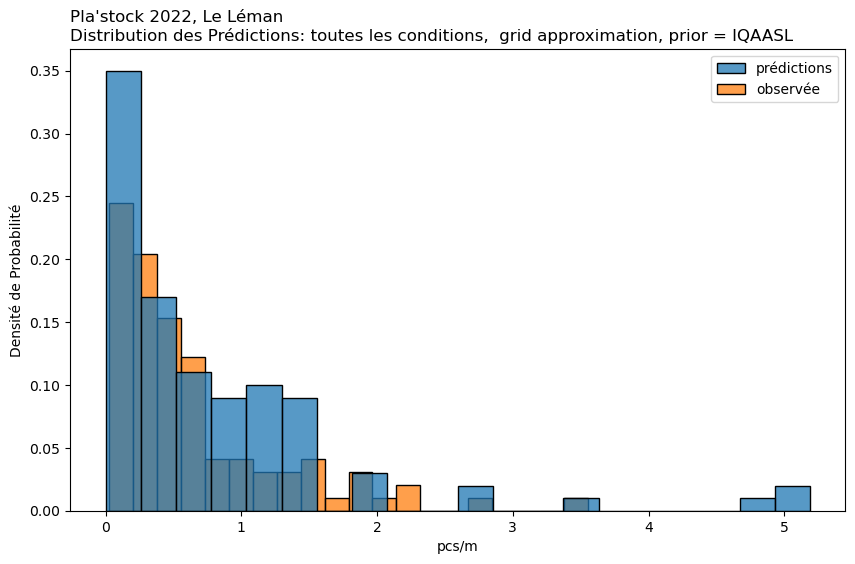 Pla'stock 2022, Le Léman
Distribution des Prédictions: toutes les conditions,  grid approximation, prior = IQAASL
prédictions
observée
Densité de Probabilité
0.35
0.30
0.25
0.20
0.15
0.10
0.05
0.00
0 1 2 3 4 5
pcs/m